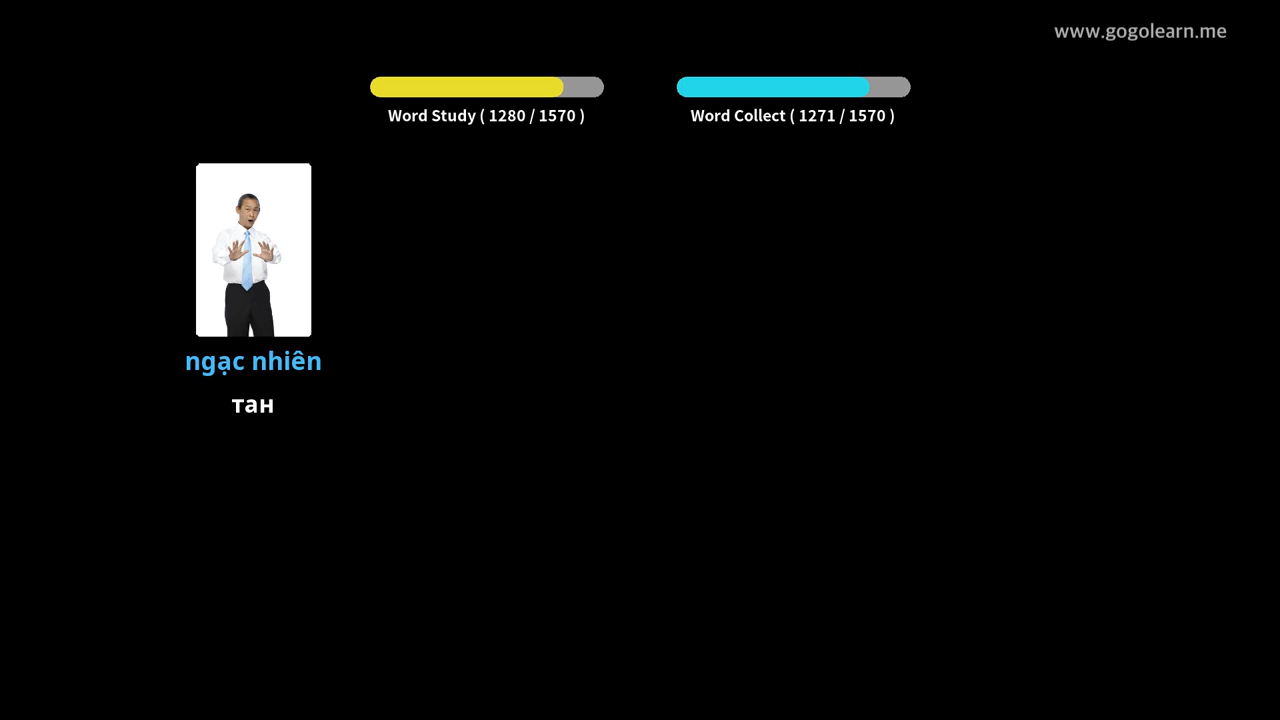 www.gogolearn.me
Word Study ( 1280 / 1570 )
Word Collect ( 1271 / 1570 )
ngạc nhiên
тан